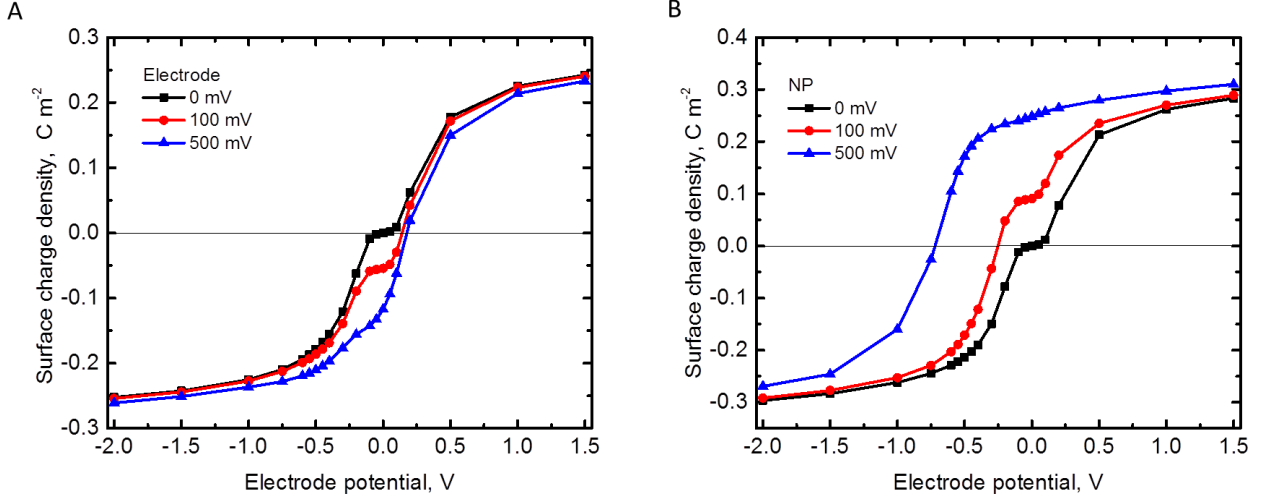 A
Surface charge density, C m⁻²
0.3
0.2
0.1
0.0
-0.1
-0.2
-0.3
Electrode
0 mV
100 mV
500 mV
-2.0 -1.5 -1.0 -0.5 0.0 0.5 1.0 1.5
Electrode potential, V
B
Surface charge density, C m⁻²
0.4
0.3
0.2
0.1
0.0
-0.1
-0.2
-0.3
NP
0 mV
100 mV
500 mV
-2.0 -1.5 -1.0 -0.5 0.0 0.5 1.0 1.5
Electrode potential, V